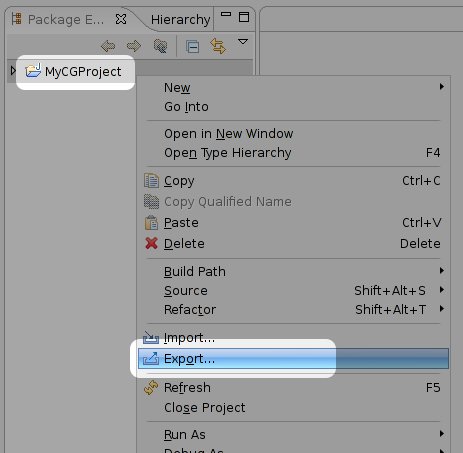 Package E
Hierarchy
MyCGProject
New
Go Into
Open in New Window
Open Type Hierarchy F4
Copy Ctrl+C
Copy Qualified Name
Paste Ctrl+V
Delete Delete
Build Path
Source Shift+Alt+S
Refactor Shift+Alt+T
Import...
Export...
Refresh F5
Close Project
Run As
Debug As